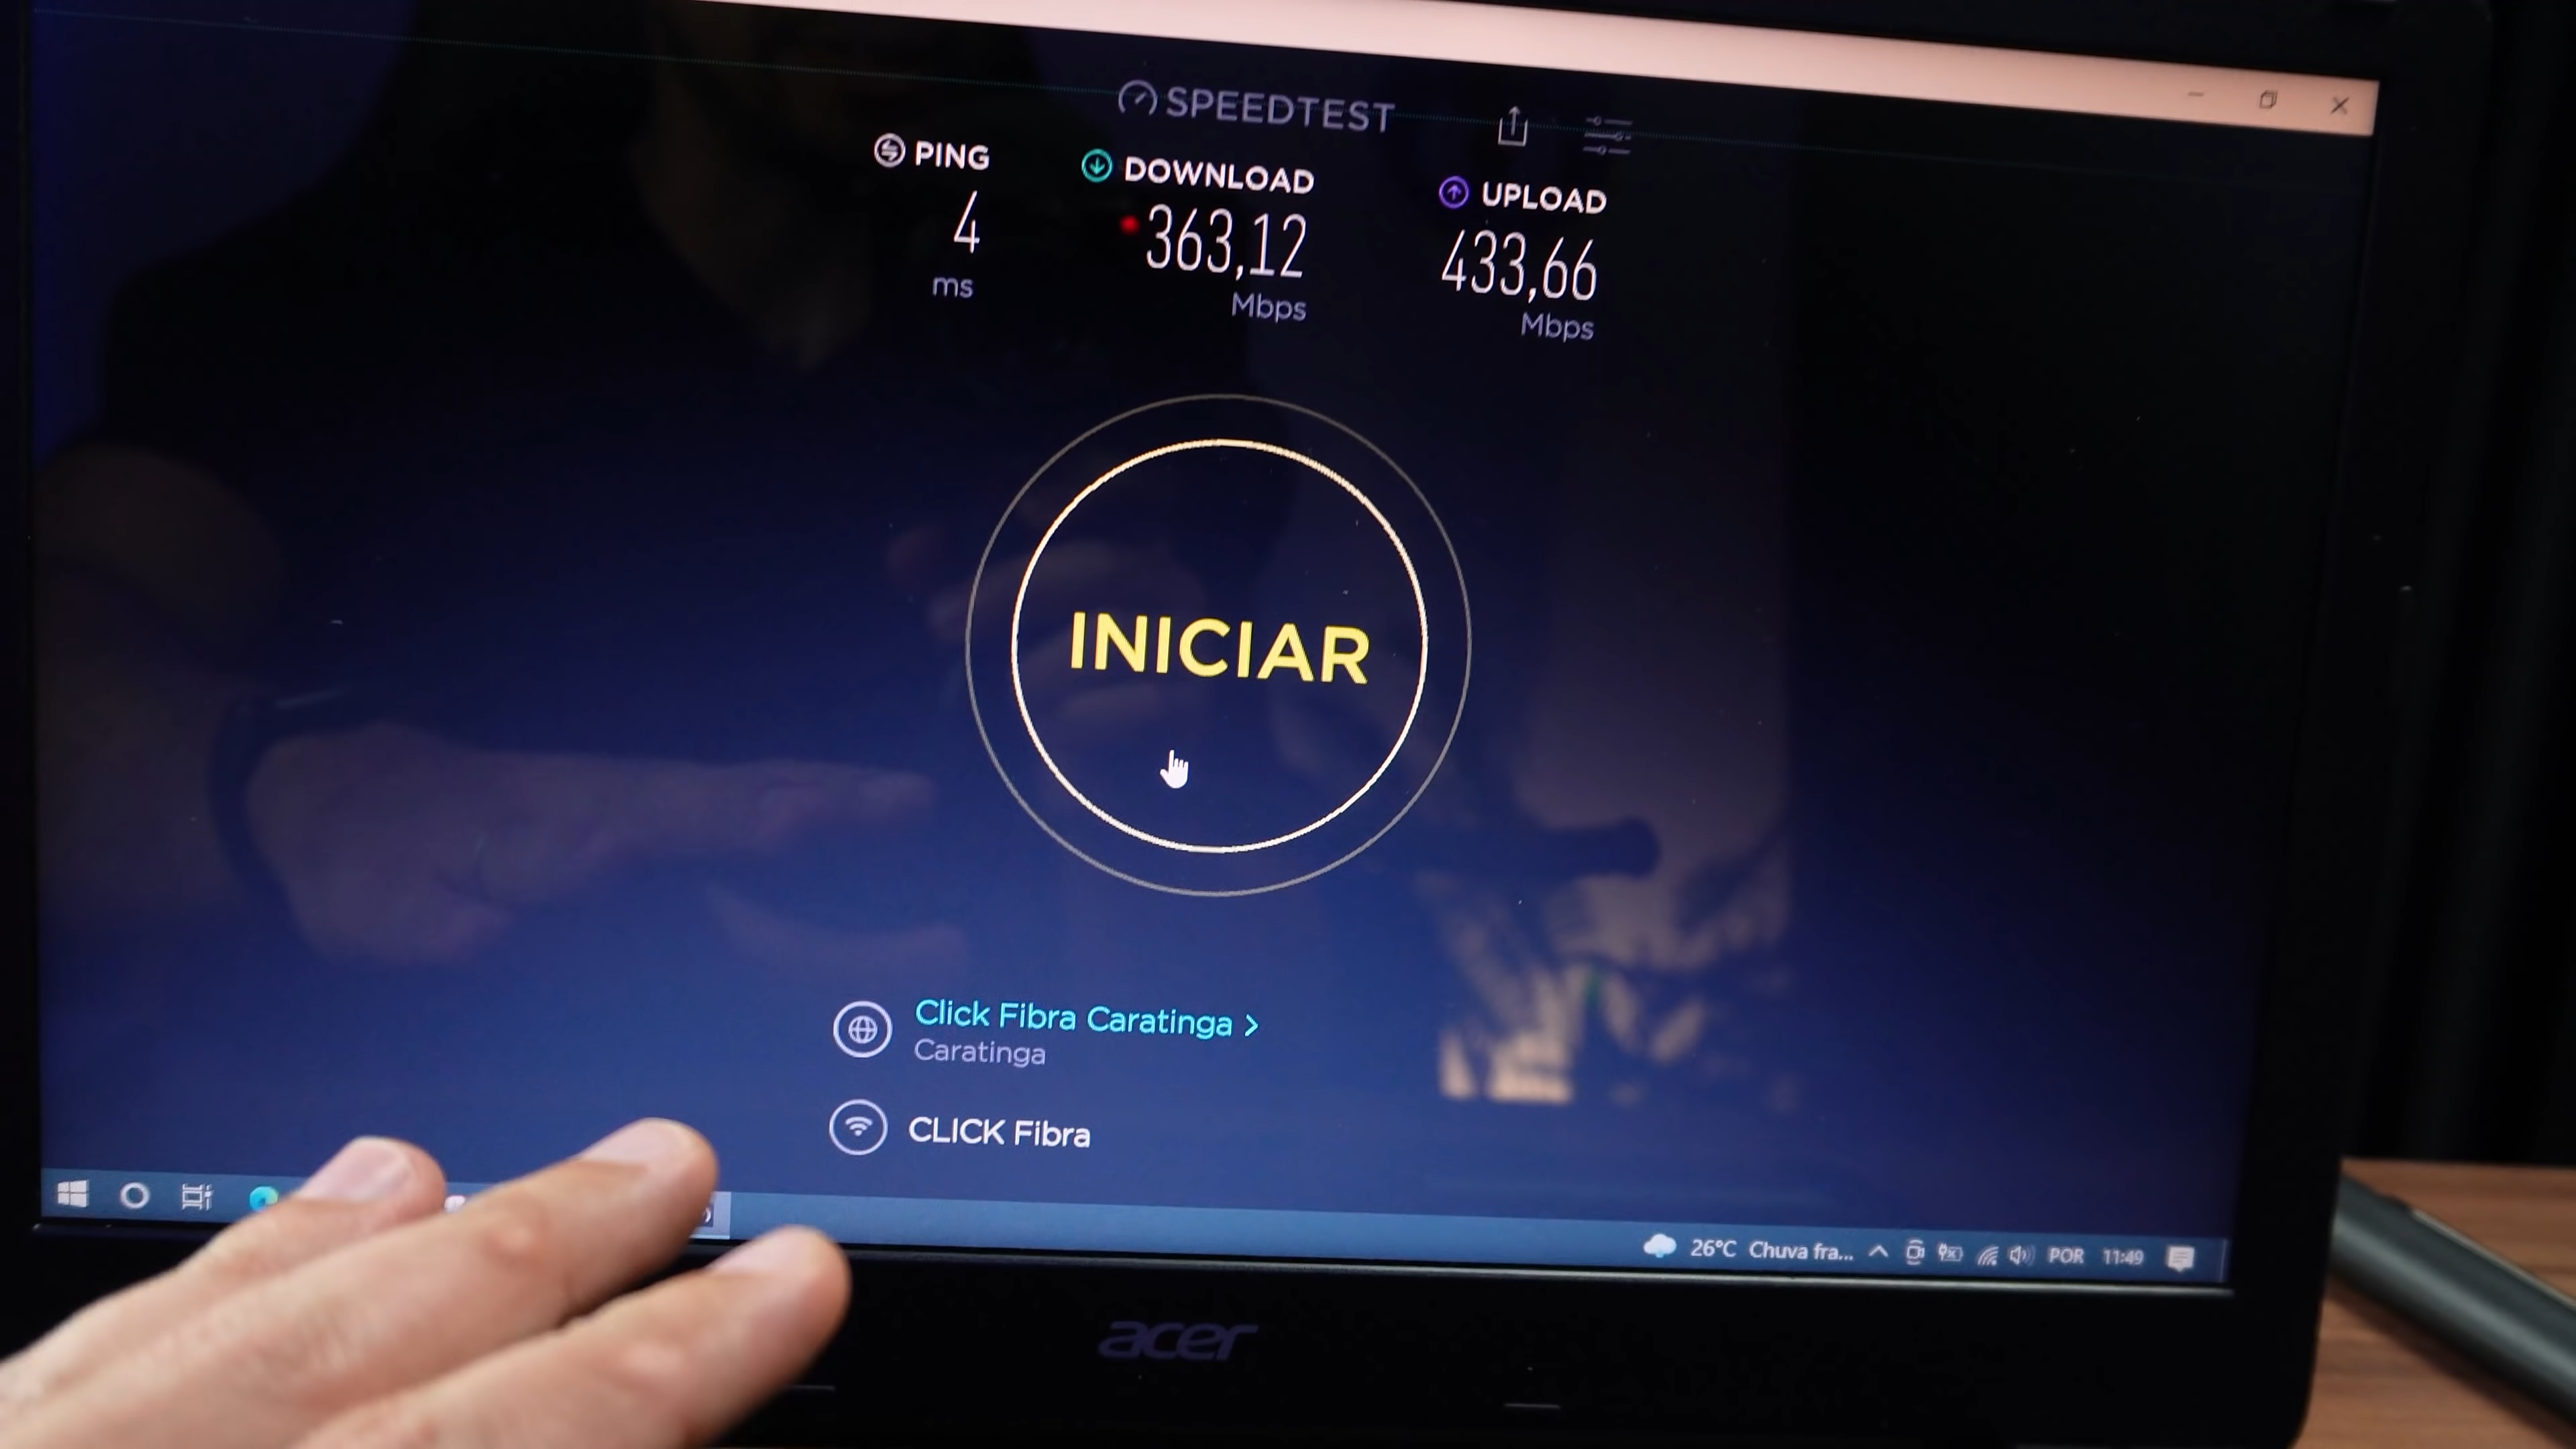 SPEEDTEST
PING
4
ms
DOWNLOAD
363,12
Mbps
UPLOAD
433,66
Mbps
INICIAR
Click Fibra Caratinga >
Caratinga
CLICK Fibra
26°C Chuva fra... POR 11:49
acer